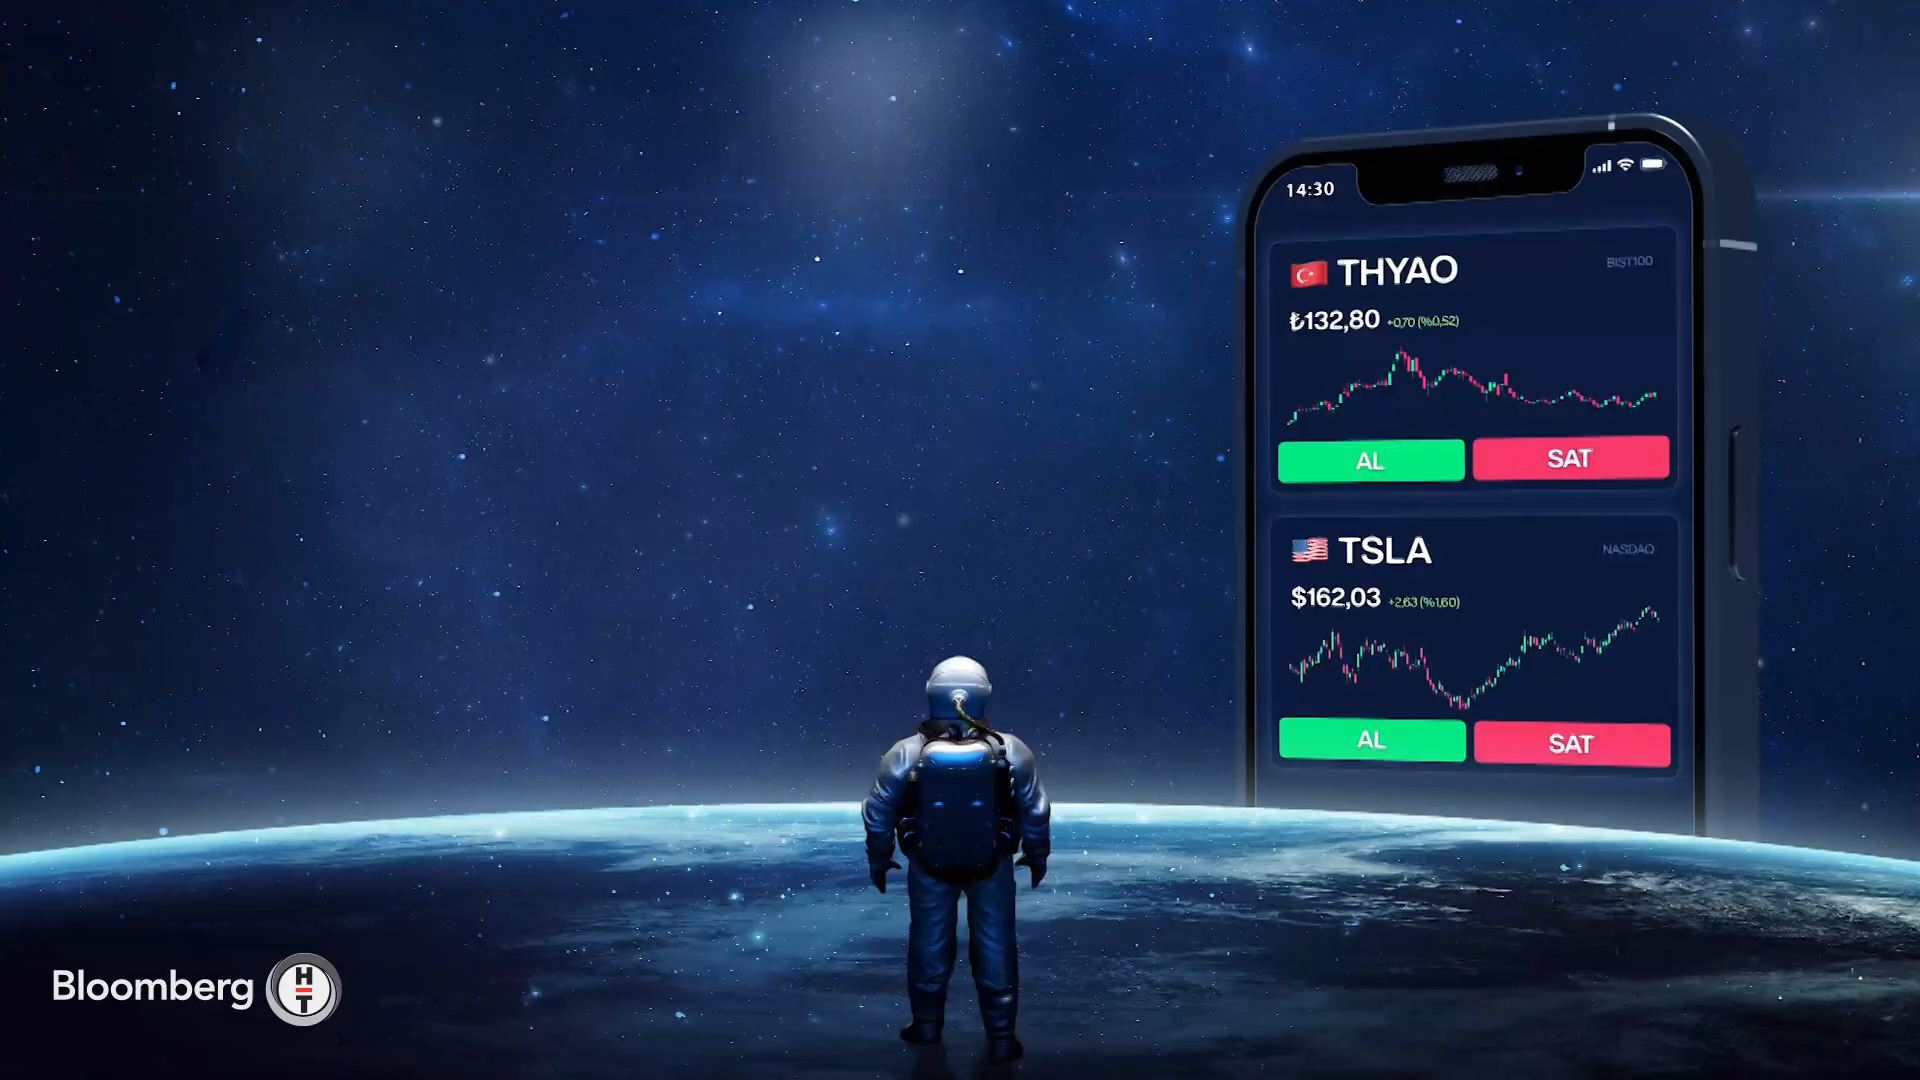 14:30
THYAO
BIST100
₺132,80 +0,70 (%0,52)
AL
SAT
TSLA
NASDAQ
$162,03 +2,63 (%1,60)
AL
SAT
Bloomberg HT